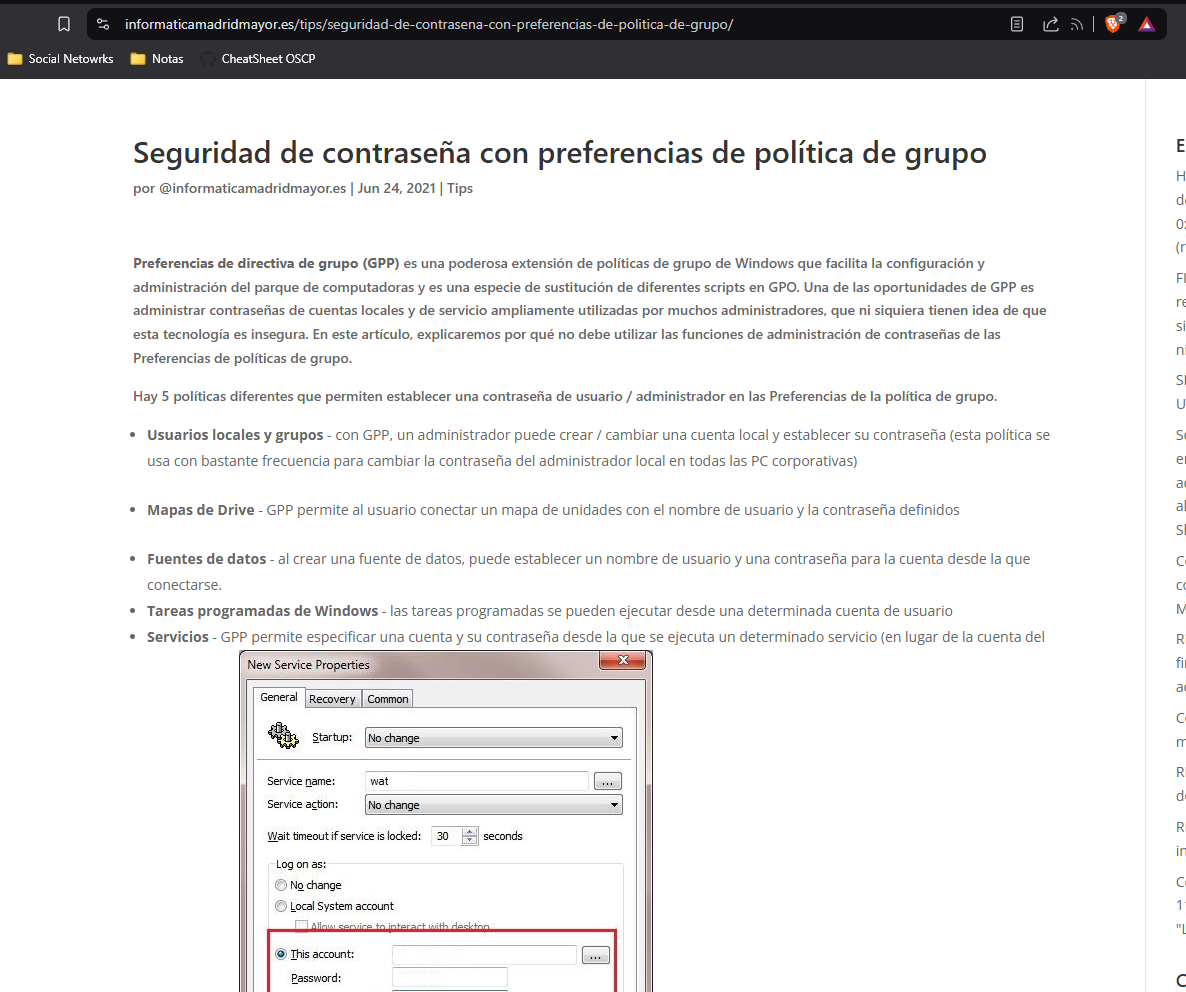 informaticamadridmayor.es/tips/seguridad-de-contrasena-con-preferencias-de-politica-de-grupo/
2
Social Netowrks
Notas
CheatSheet OSCP
Seguridad de contraseña con preferencias de política de grupo
por @informaticamadridmayor.es | Jun 24, 2021 | Tips
Preferencias de directiva de grupo (GPP) es una poderosa extensión de políticas de grupo de Windows que facilita la configuración y
administración del parque de computadoras y es una especie de sustitución de diferentes scripts en GPO. Una de las oportunidades de GPP es
administrar contraseñas de cuentas locales y de servicio ampliamente utilizadas por muchos administradores, que ni siquiera tienen idea de que
esta tecnología es insegura. En este artículo, explicaremos por qué no debe utilizar las funciones de administración de contraseñas de las
Preferencias de políticas de grupo.
Hay 5 políticas diferentes que permiten establecer una contraseña de usuario / administrador en las Preferencias de la política de grupo.
• Usuarios locales y grupos - con GPP, un administrador puede crear / cambiar una cuenta local y establecer su contraseña (esta política se
usa con bastante frecuencia para cambiar la contraseña del administrador local en todas las PC corporativas)
• Mapas de Drive - GPP permite al usuario conectar un mapa de unidades con el nombre de usuario y la contraseña definidos
• Fuentes de datos - al crear una fuente de datos, puede establecer un nombre de usuario y una contraseña para la cuenta desde la que
conectarse.
• Tareas programadas de Windows - las tareas programadas se pueden ejecutar desde una determinada cuenta de usuario
• Servicios - GPP permite especificar una cuenta y su contraseña desde la que se ejecuta un determinado servicio (en lugar de la cuenta del
New Service Properties
General
Recovery
Common
Startup:
No change
Service name:
wat
...
Service action:
No change
Wait timeout if service is locked:
30
seconds
Log on as:
No change
Local System account
Allow service to interact with desktop
This account:
...
Password: